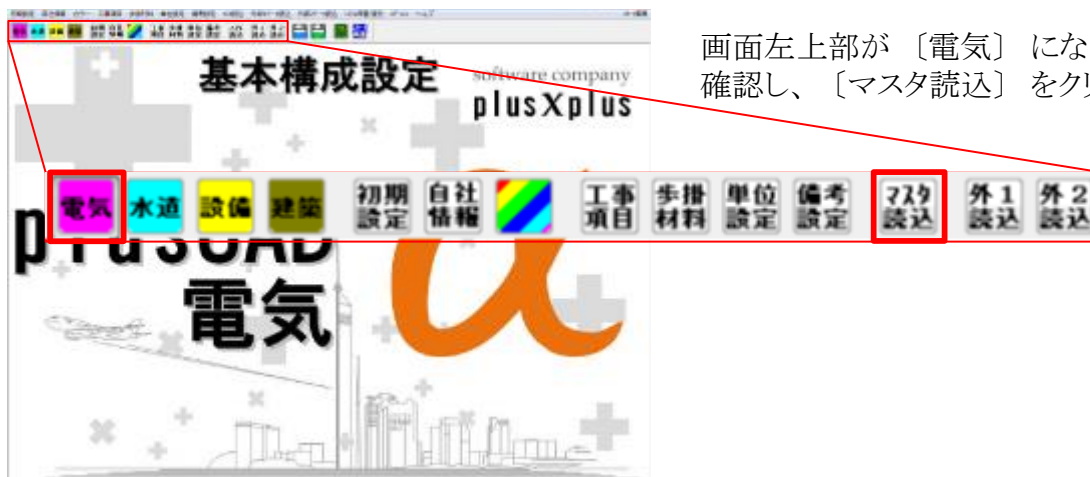 基本構成設定
software company
plusXplus
画面左上部が 〔電気〕 にな
確認し、 〔マスタ読込〕 をクリ
電気 水道 設備 建築 初期設定 自社情報 工事項目 歩掛材料 単位設定 備考設定 マスタ読込 外1読込 外2読込
plusCAD
電気
α